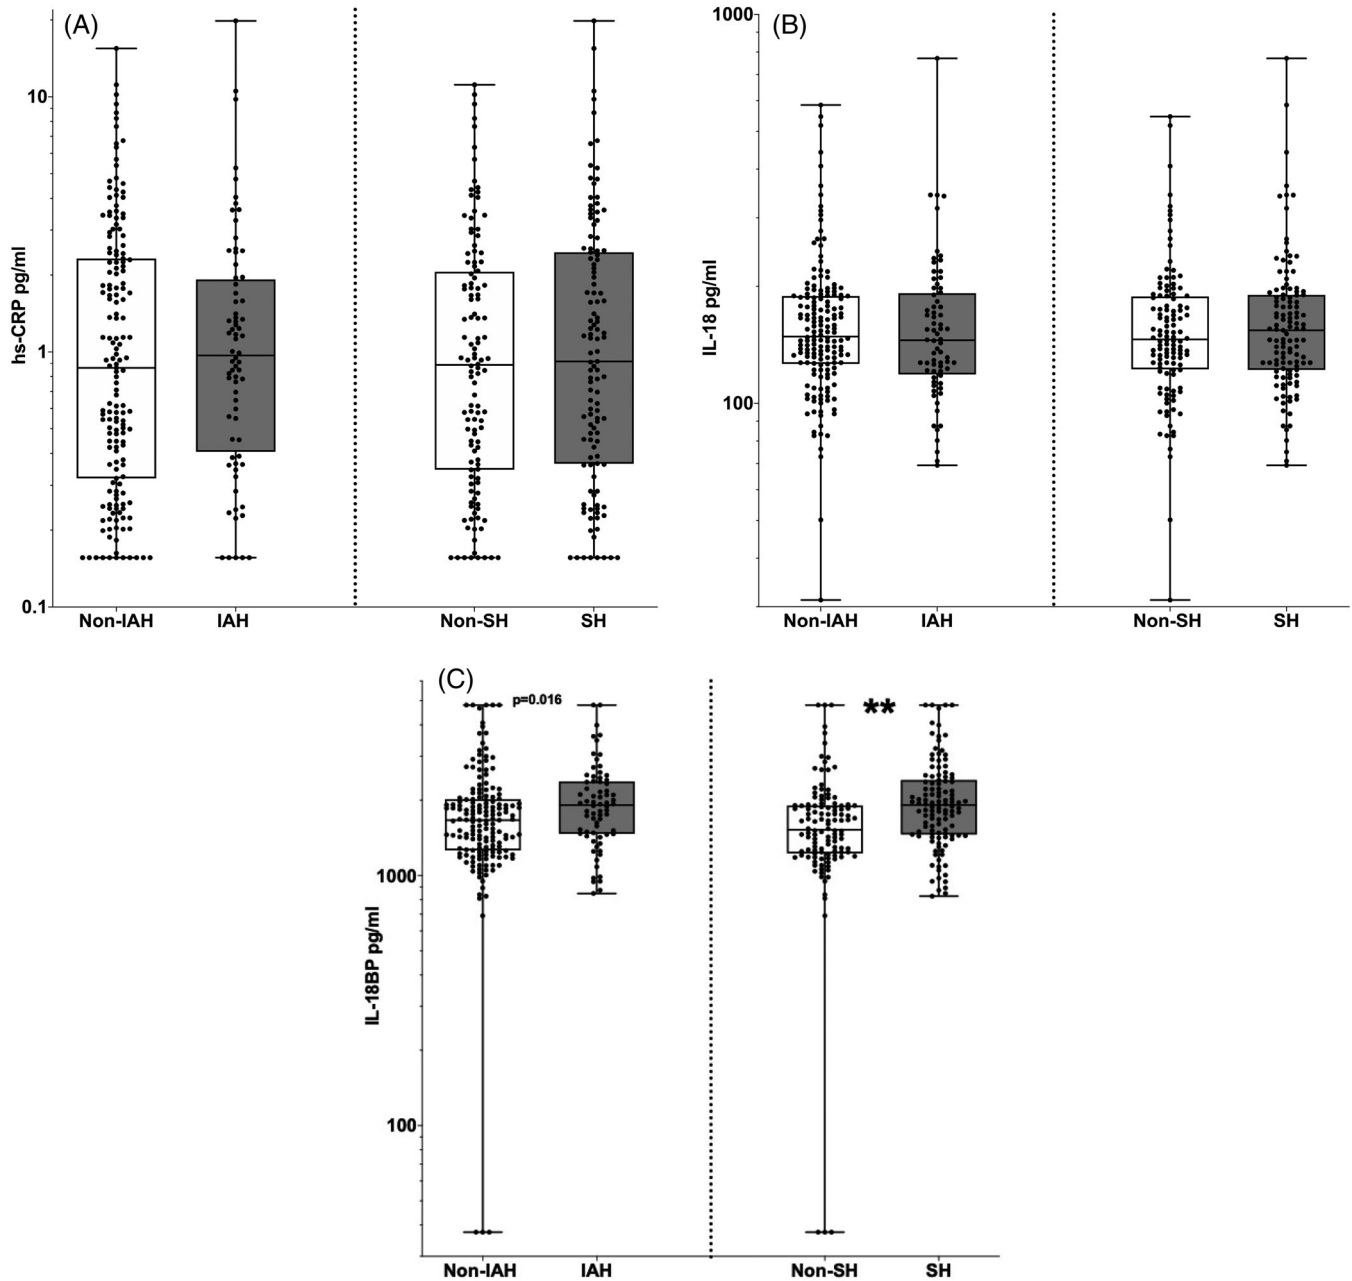 (A)
hs-CRP pg/ml
10
1
0.1
Non-IAH IAH Non-SH SH
(B)
IL-18 pg/ml
1000
100
Non-IAH IAH Non-SH SH
(C)
p=0.016 **
IL-18BP pg/ml
1000
100
Non-IAH IAH Non-SH SH